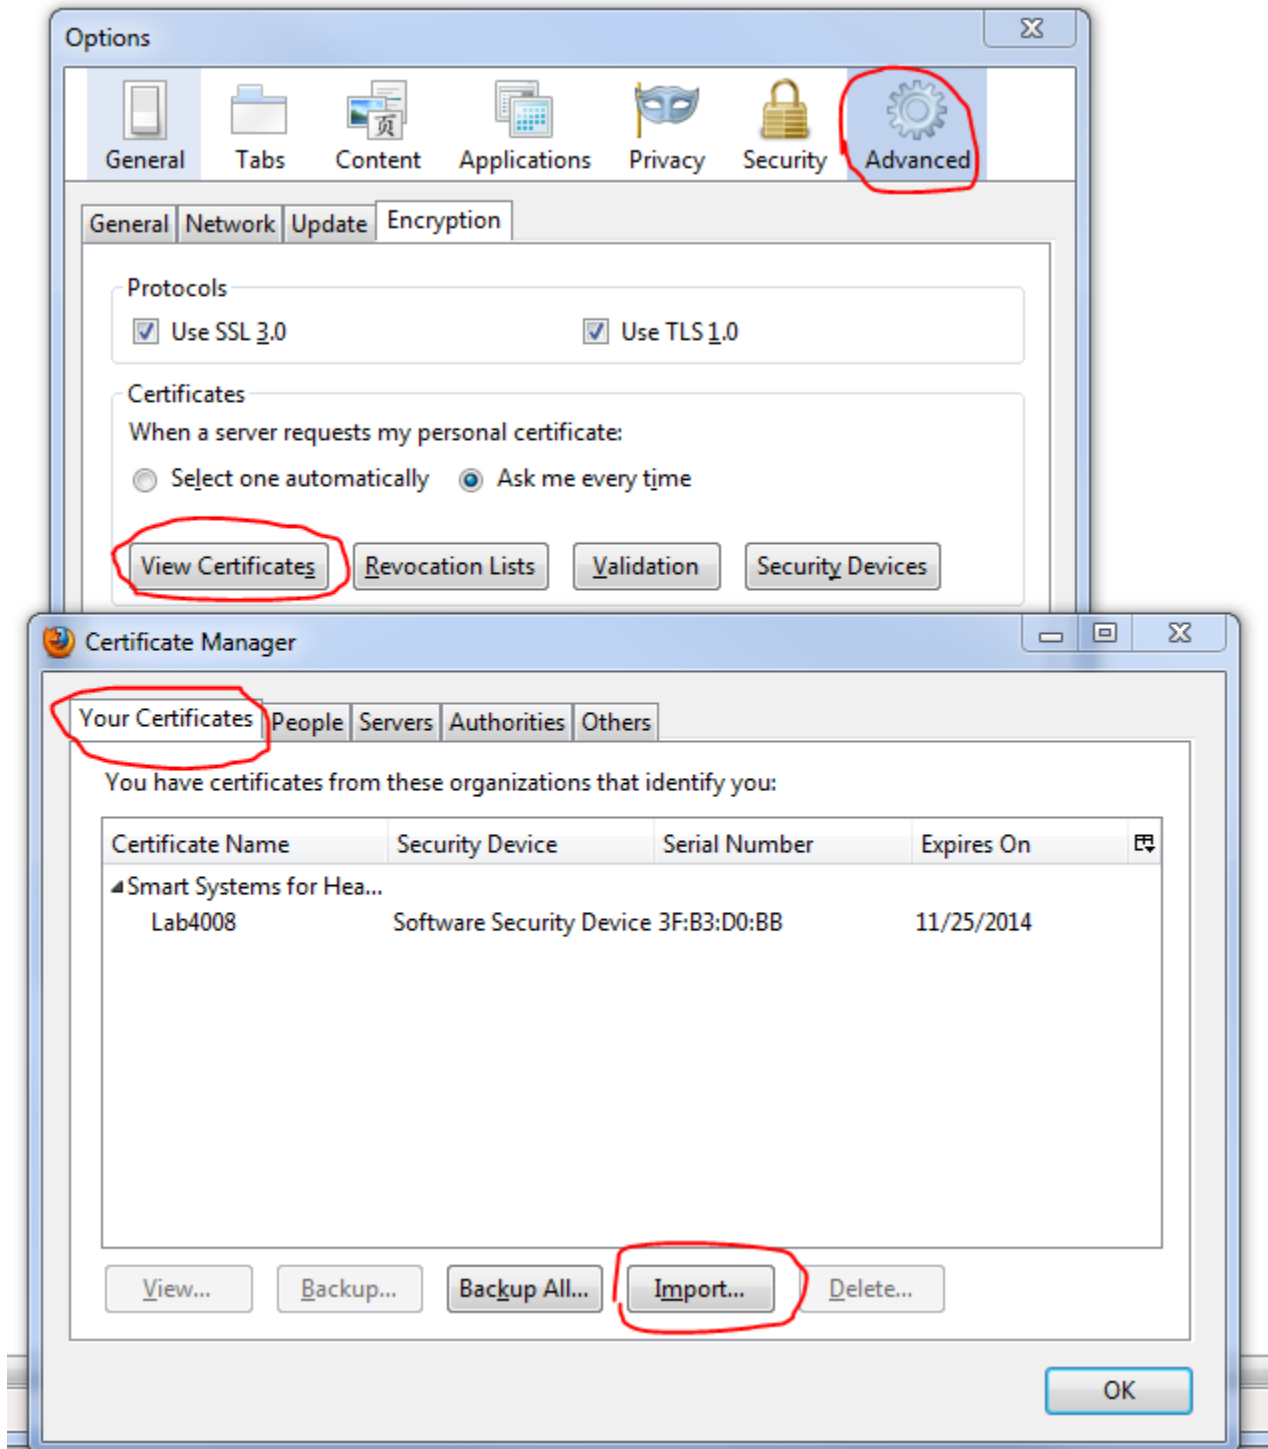 Options
General Tabs Content Applications Privacy Security Advanced
页
General Network Update Encryption
Protocols
Use SSL 3.0 Use TLS 1.0
Certificates
When a server requests my personal certificate:
Select one automatically Ask me every time
View Certificates Revocation Lists Validation Security Devices
Certificate Manager
Your Certificates People Servers Authorities Others
You have certificates from these organizations that identify you:
Certificate Name Security Device Serial Number Expires On
Smart Systems for Hea...
Lab4008 Software Security Device 3F:B3:D0:BB 11/25/2014
View... Backup... Backup All... Import... Delete...
OK